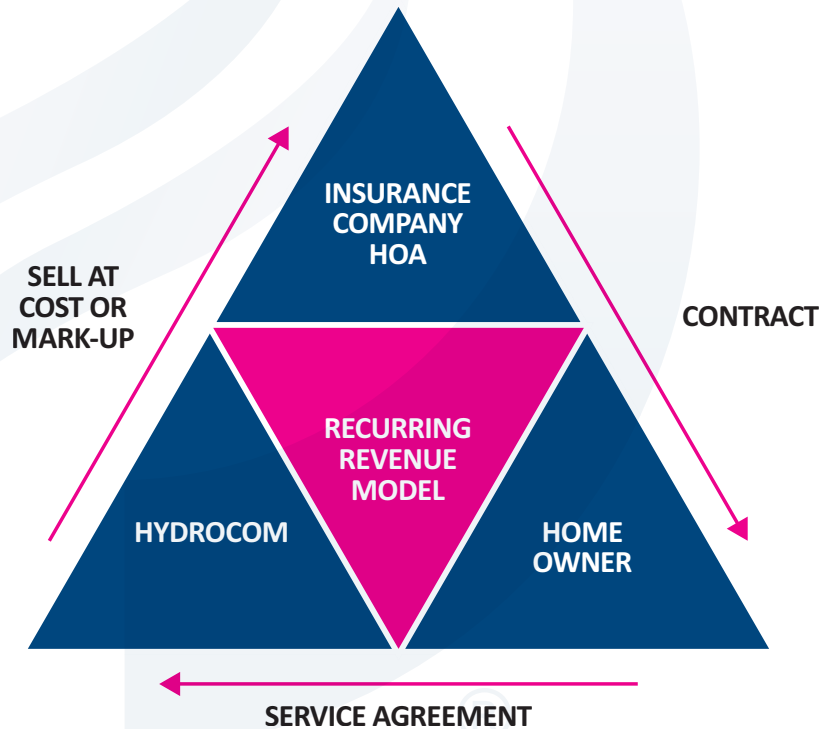 INSURANCE
COMPANY
HOA
SELL AT
COST OR
MARK-UP
CONTRACT
RECURRING
REVENUE
MODEL
HYDROCOM
HOME
OWNER
SERVICE AGREEMENT
®